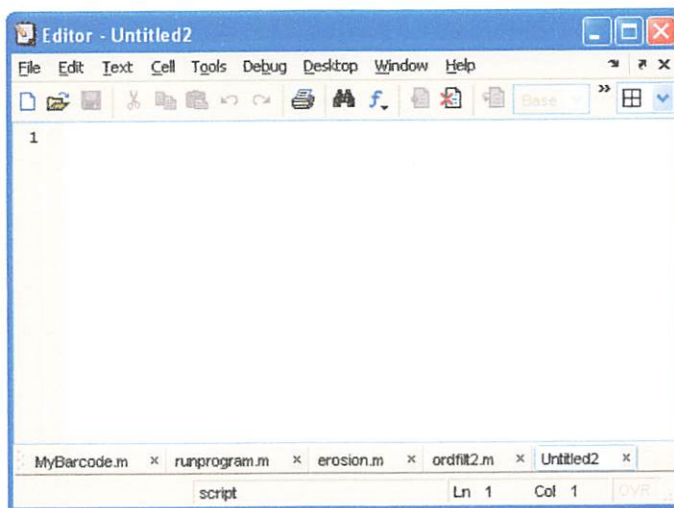 Editor - Untitled2
File Edit Text Cell Tools Debug Desktop Window Help
Base
1
MyBarcode.m × runprogram.m × erosion.m × ordfilt2.m × Untitled2 ×
script Ln 1 Col 1 OVR